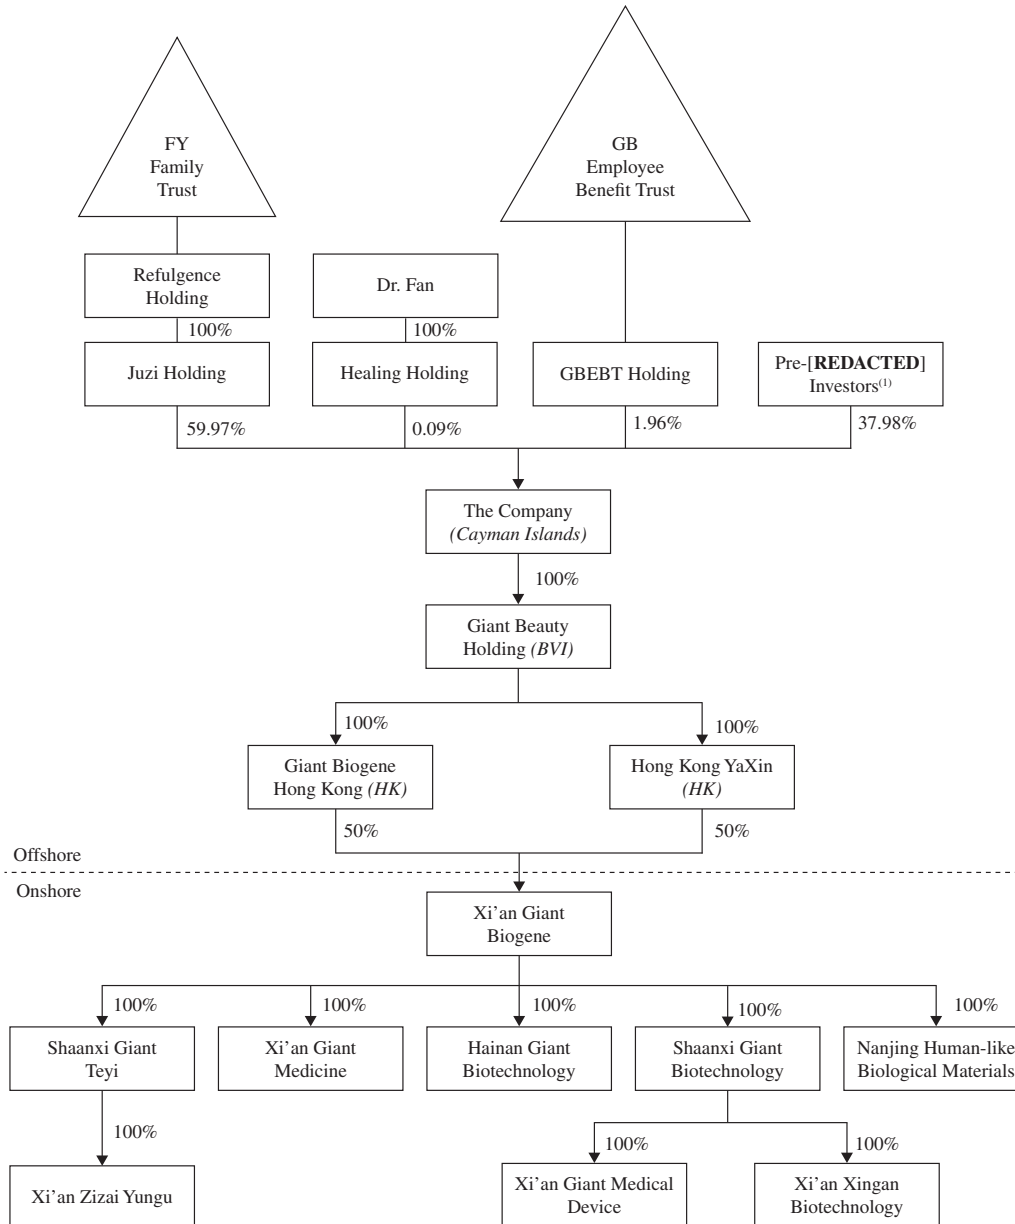 FY
Family
Trust
GB
Employee
Benefit Trust
Refulgence
Holding
Dr. Fan
100%
100%
Juzi Holding
Healing Holding
GBEBT Holding
Pre-[REDACTED]
Investors(1)
59.97%
0.09%
1.96%
37.98%
The Company
(Cayman Islands)
100%
Giant Beauty
Holding (BVI)
100%
100%
Giant Biogene
Hong Kong (HK)
Hong Kong YaXin
(HK)
50%
50%
Offshore
Onshore
Xi’an Giant
Biogene
100%
100%
100%
100%
100%
Shaanxi Giant
Teyi
Xi’an Giant
Medicine
Hainan Giant
Biotechnology
Shaanxi Giant
Biotechnology
Nanjing Human-like
Biological Materials
100%
100%
100%
Xi’an Zizai Yungu
Xi’an Giant Medical
Device
Xi’an Xingan
Biotechnology